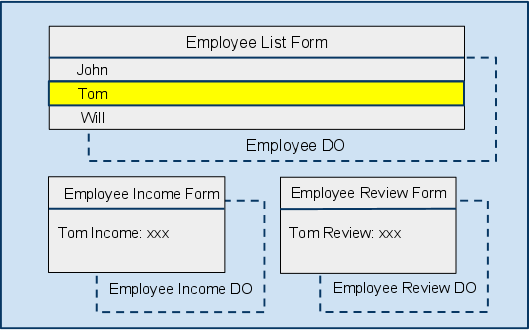 Employee List Form
John
Tom
Will
Employee DO
Employee Income Form
Tom Income: xxx
Employee Income DO
Employee Review Form
Tom Review: xxx
Employee Review DO